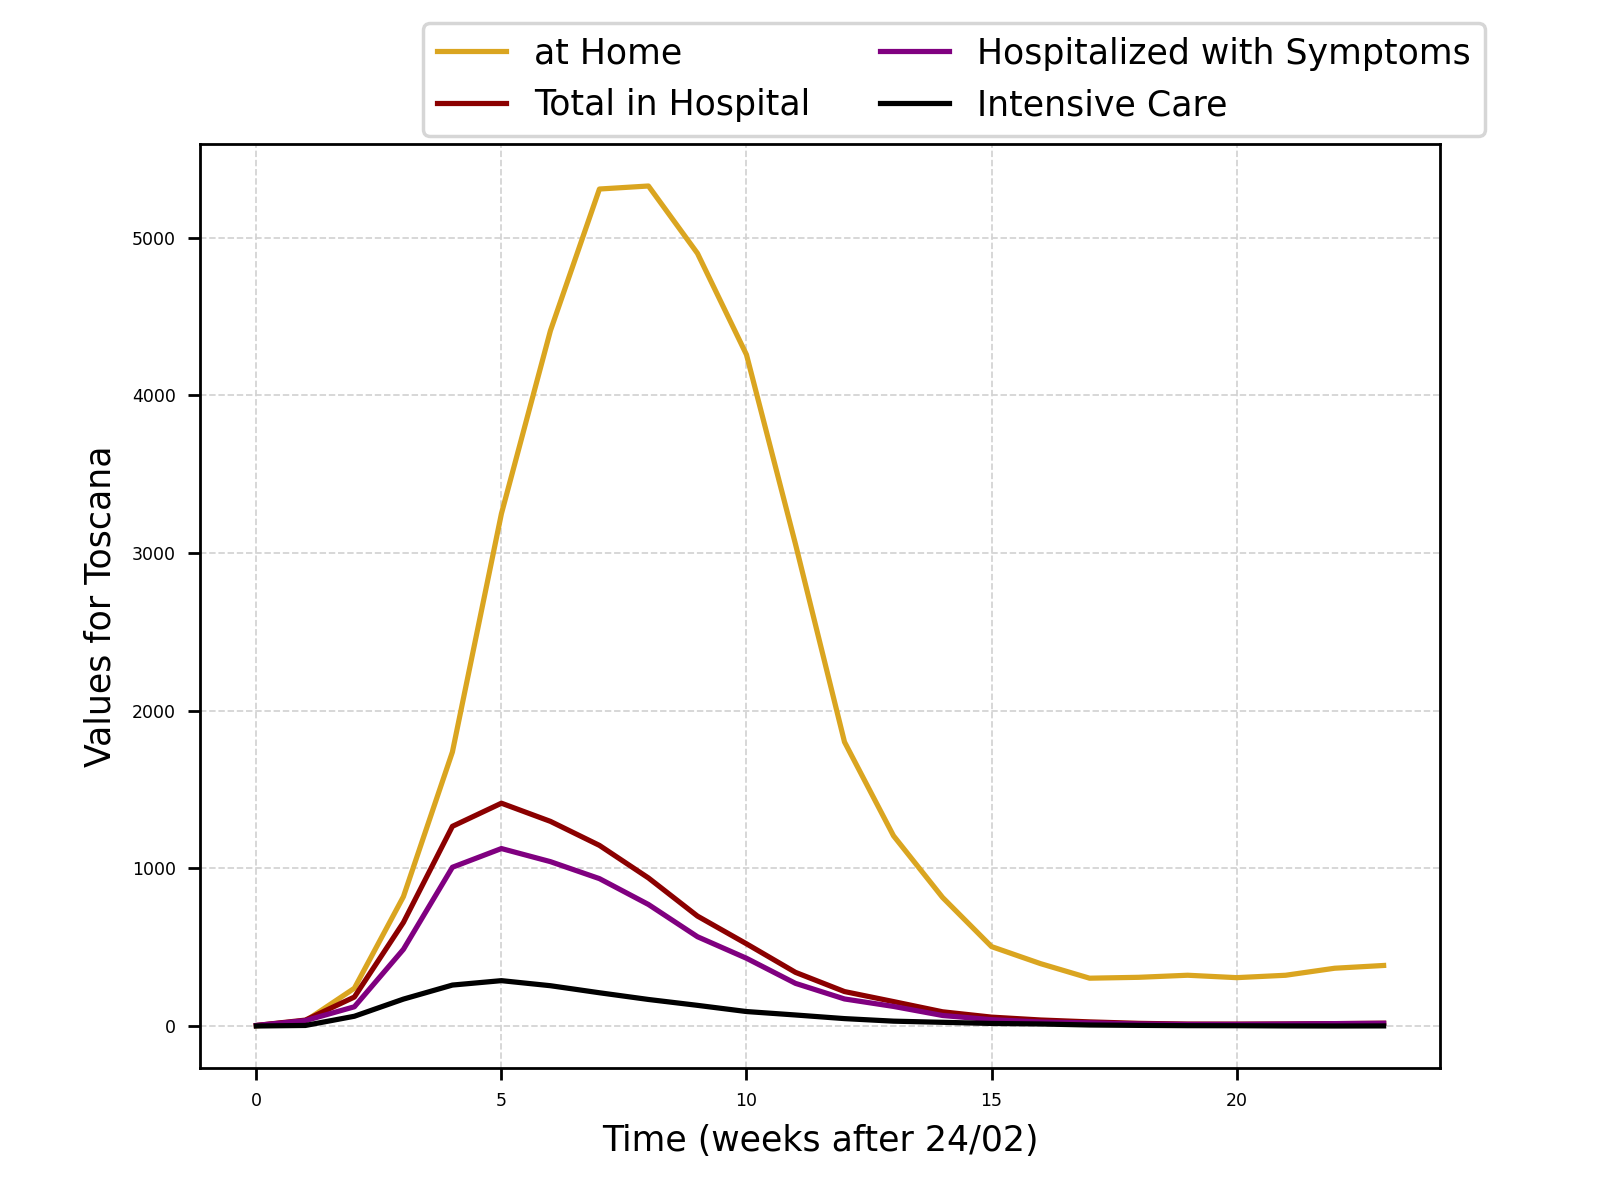 at Home
Total in Hospital
Hospitalized with Symptoms
Intensive Care
Values for Toscana
5000
4000
3000
2000
1000
0
0 5 10 15 20
Time (weeks after 24/02)